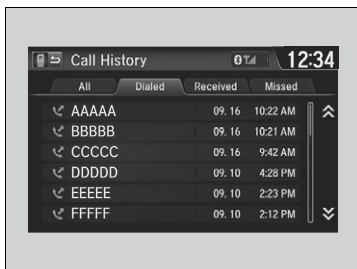 Call History 12:34
All Dialed Received Missed
AAAAA 09. 16 10:22 AM
BBBBB 09. 16 10:21 AM
CCCCC 09. 16 9:42 AM
DDDDD 09. 10 4:28 PM
EEEEE 09. 10 2:23 PM
FFFFF 09. 10 2:12 PM